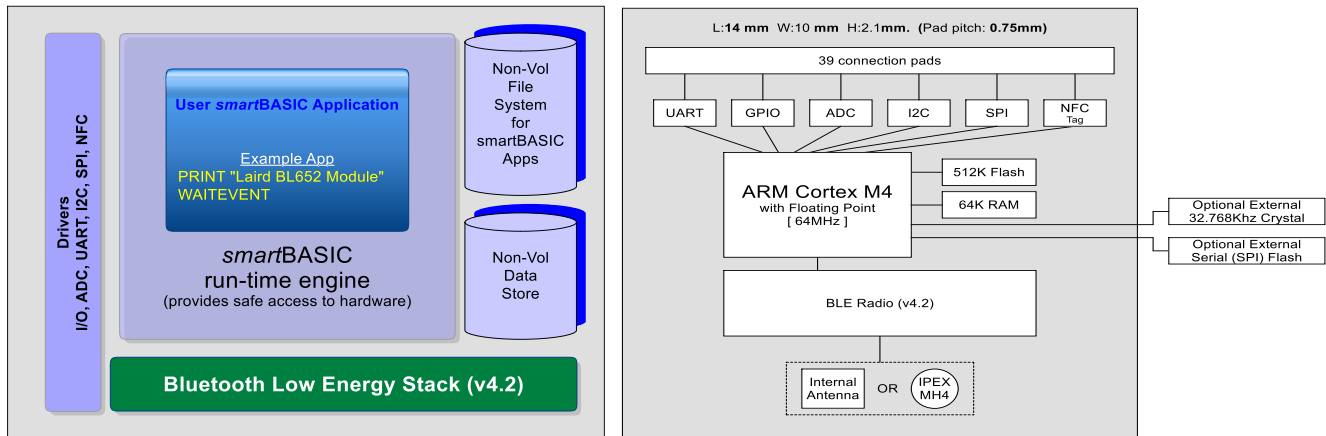 Drivers
I/O, ADC, UART, I2C, SPI, NFC
User smartBASIC Application
Example App
PRINT "Laird BL652 Module"
WAITEVENT
smartBASIC
run-time engine
(provides safe access to hardware)
Non-Vol
File
System
for
smartBASIC
Apps
Non-Vol
Data
Store
Bluetooth Low Energy Stack (v4.2)
L:14 mm W:10 mm H:2.1mm. (Pad pitch: 0.75mm)
39 connection pads
UART
GPIO
ADC
I2C
SPI
NFC
Tag
ARM Cortex M4
with Floating Point
[ 64MHz ]
512K Flash
64K RAM
Optional External
32.768Khz Crystal
Optional External
Serial (SPI) Flash
BLE Radio (v4.2)
Internal
Antenna
OR
IPEX
MH4